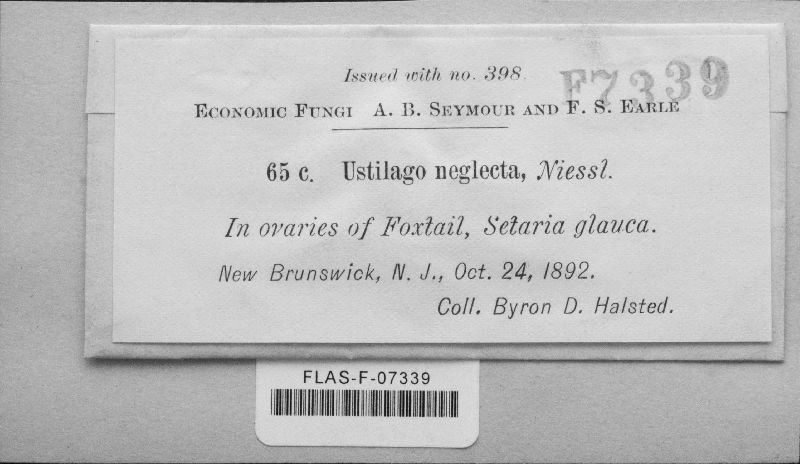 Issued with no. 398.
F7339
ECONOMIC FUNGI A. B. SEYMOUR AND F. S. EARLE
65 c. Ustilago neglecta, Niessl.
In ovaries of Foxtail, Setaria glauca.
New Brunswick, N. J., Oct. 24, 1892.
Coll. Byron D. Halsted.
FLAS-F-07339